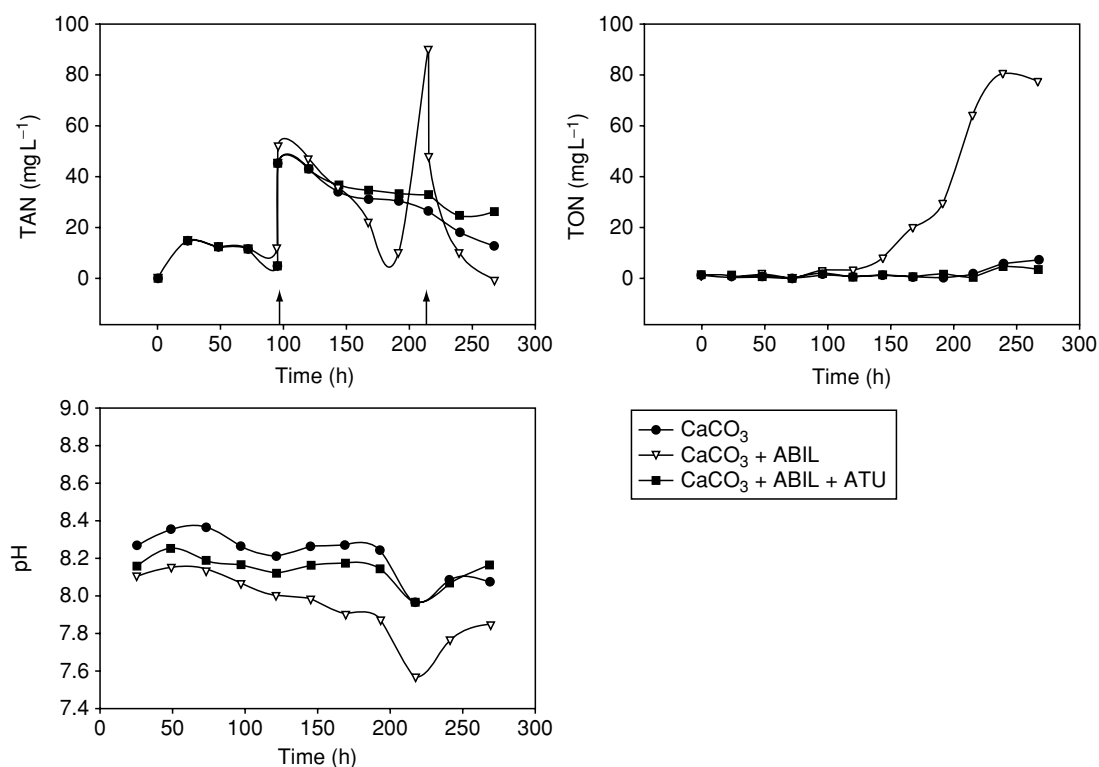 100
80
60
40
20
0
TAN (mg L⁻¹)
0 50 100 150 200 250 300
Time (h)
100
80
60
40
20
0
TON (mg L⁻¹)
0 50 100 150 200 250 300
Time (h)
9.0
8.8
8.6
8.4
8.2
8.0
7.8
7.6
7.4
pH
0 50 100 150 200 250 300
Time (h)
CaCO₃
CaCO₃ + ABIL
CaCO₃ + ABIL + ATU